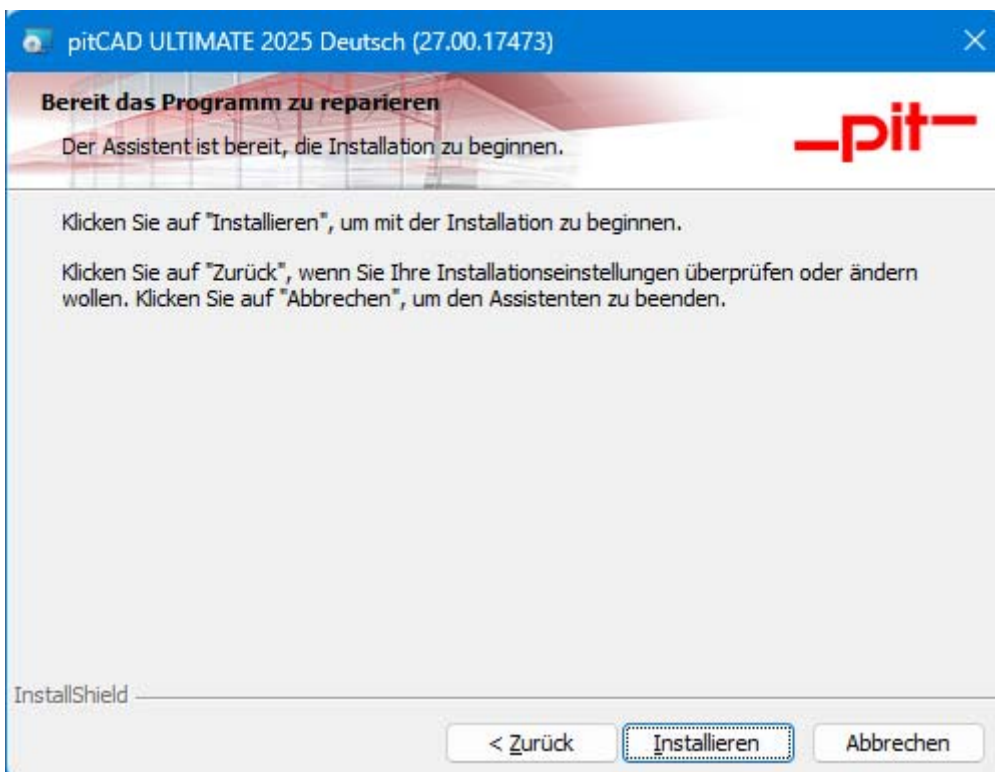 pitCAD ULTIMATE 2025 Deutsch (27.00.17473)
Bereit das Programm zu reparieren
Der Assistent ist bereit, die Installation zu beginnen.
pit
Klicken Sie auf "Installieren", um mit der Installation zu beginnen.
Klicken Sie auf "Zurück", wenn Sie Ihre Installationseinstellungen überprüfen oder ändern
wollen. Klicken Sie auf "Abbrechen", um den Assistenten zu beenden.
InstallShield
< Zurück
Installieren
Abbrechen